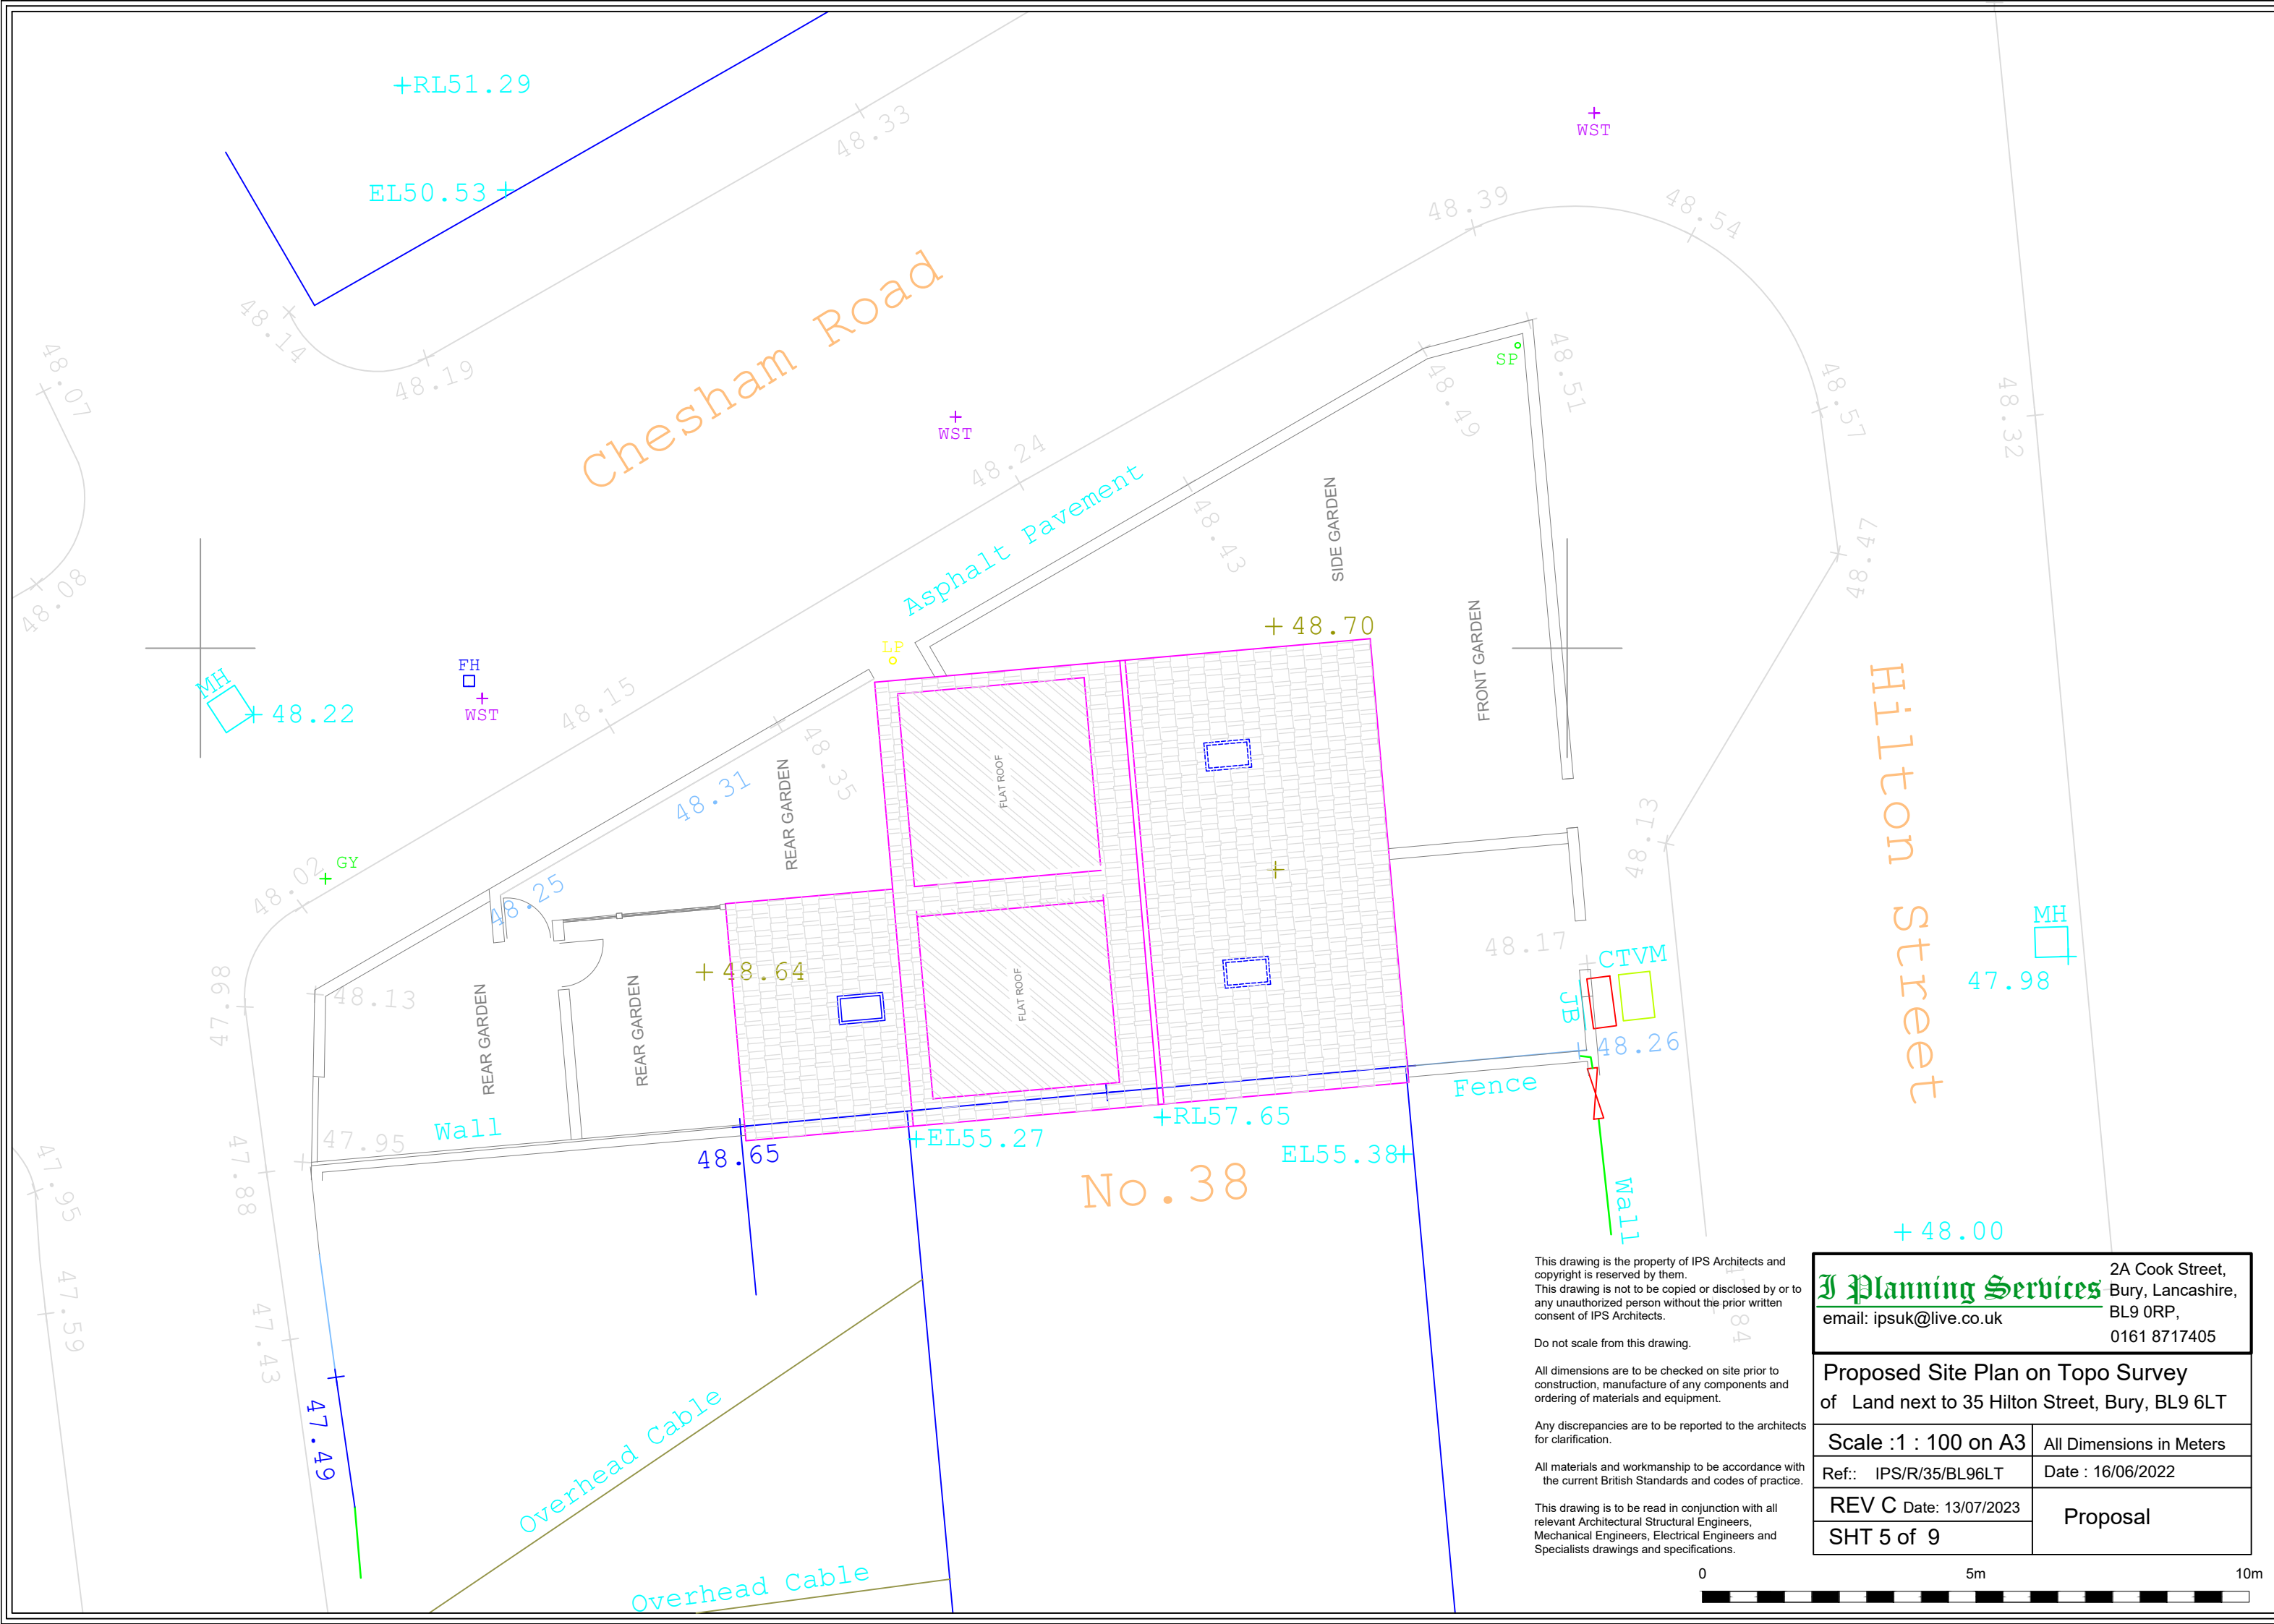 +RL51.29
EL50.53 +
48.33
WST
48.39
48.54
48.14
48.19
48.07
48.08
Chesham Road
WST
48.24
Asphalt Pavement
48.43
48.49
SP
48.51
48.57
48.32
48.47
SIDE GARDEN
FRONT GARDEN
+ 48.70
LP
FH
WST
MH
+ 48.22
48.15
48.35
48.31
REAR GARDEN
FLAT ROOF
GY
48.02
48.25
Hilton Street
48.13
48.17
CTVM
JB
48.26
MH
47.98
47.98
48.13
REAR GARDEN
REAR GARDEN
+ 48.64
FLAT ROOF
Wall
47.95
48.65
+EL55.27
+RL57.65
EL55.38+
Fence
No.38
Wall
+ 48.00
47.95
47.88
47.59
47.43
47.49
Overhead Cable
Overhead Cable
This drawing is the property of IPS Architects and
copyright is reserved by them.
This drawing is not to be copied or disclosed by or to
any unauthorized person without the prior written
consent of IPS Architects.
Do not scale from this drawing.
All dimensions are to be checked on site prior to
construction, manufacture of any components and
ordering of materials and equipment.
Any discrepancies are to be reported to the architects
for clarification.
All materials and workmanship to be accordance with
the current British Standards and codes of practice.
This drawing is to be read in conjunction with all
relevant Architectural Structural Engineers,
Mechanical Engineers, Electrical Engineers and
Specialists drawings and specifications.
I Planning Services
email: ipsuk@live.co.uk
2A Cook Street,
Bury, Lancashire,
BL9 0RP,
0161 8717405
Proposed Site Plan on Topo Survey
of Land next to 35 Hilton Street, Bury, BL9 6LT
Scale :1 : 100 on A3
All Dimensions in Meters
Ref:: IPS/R/35/BL96LT
Date : 16/06/2022
REV C Date: 13/07/2023
Proposal
SHT 5 of 9
0 5m 10m